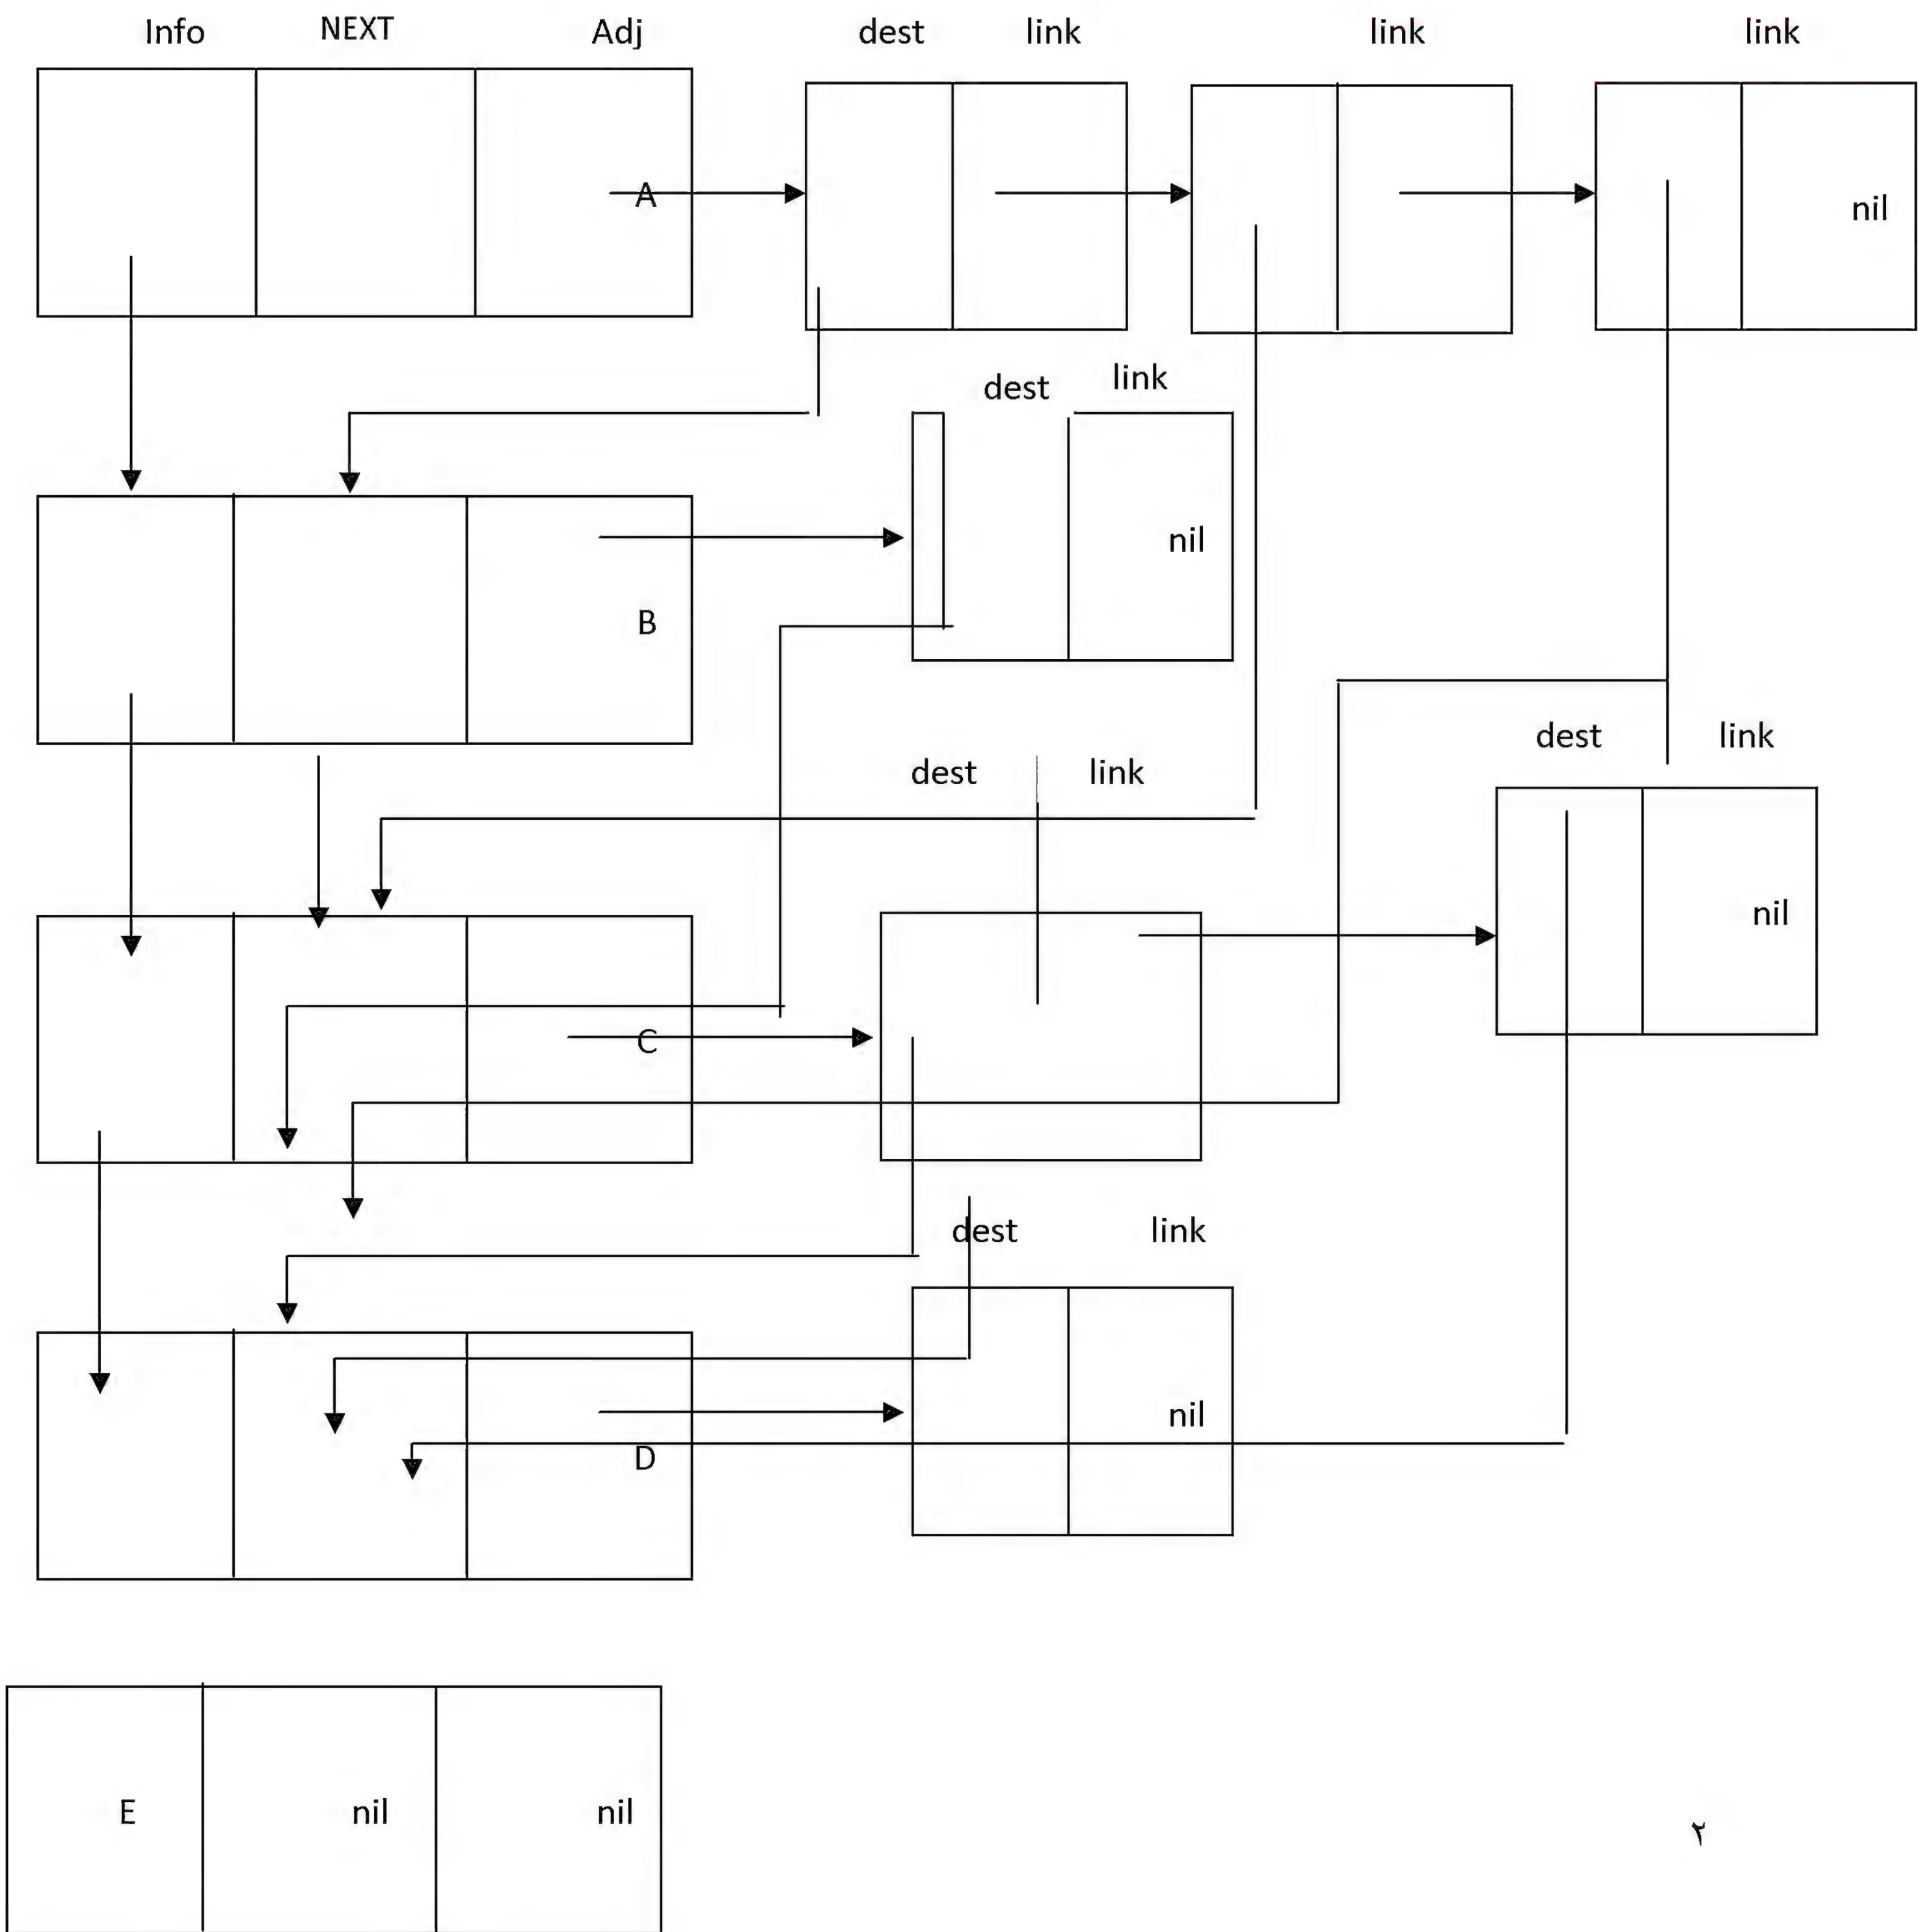 Info NEXT Adj dest link link link
A nil
dest link
nil
B
dest link
dest link
nil
C
dest link
nil
D
E nil nil
٢